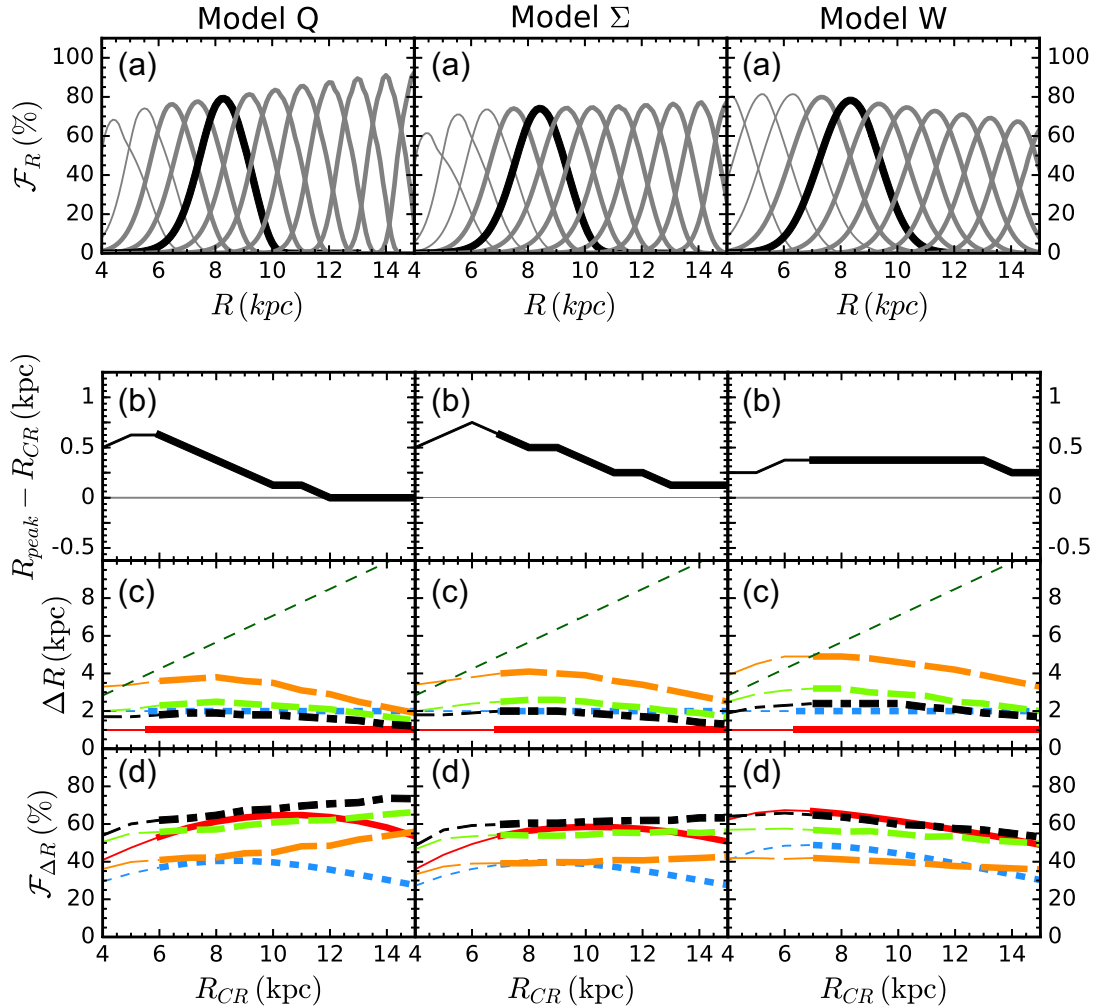 Model Q Model Σ Model W
(a) (a) (a)
100 100
80 80
60 60
40 40
20 20
0 0
F_R (%)
4 6 8 10 12 14 4 6 8 10 12 14 4 6 8 10 12 14
R (kpc) R (kpc) R (kpc)
(b) (b) (b)
1 1
0.5 0.5
0 0
-0.5 -0.5
R_peak − R_CR (kpc)
(c) (c) (c)
8 8
6 6
4 4
2 2
0 0
ΔR (kpc)
(d) (d) (d)
80 80
60 60
40 40
20 20
0 0
F_ΔR (%)
4 6 8 10 12 14 4 6 8 10 12 14 4 6 8 10 12 14
R_CR (kpc) R_CR (kpc) R_CR (kpc)